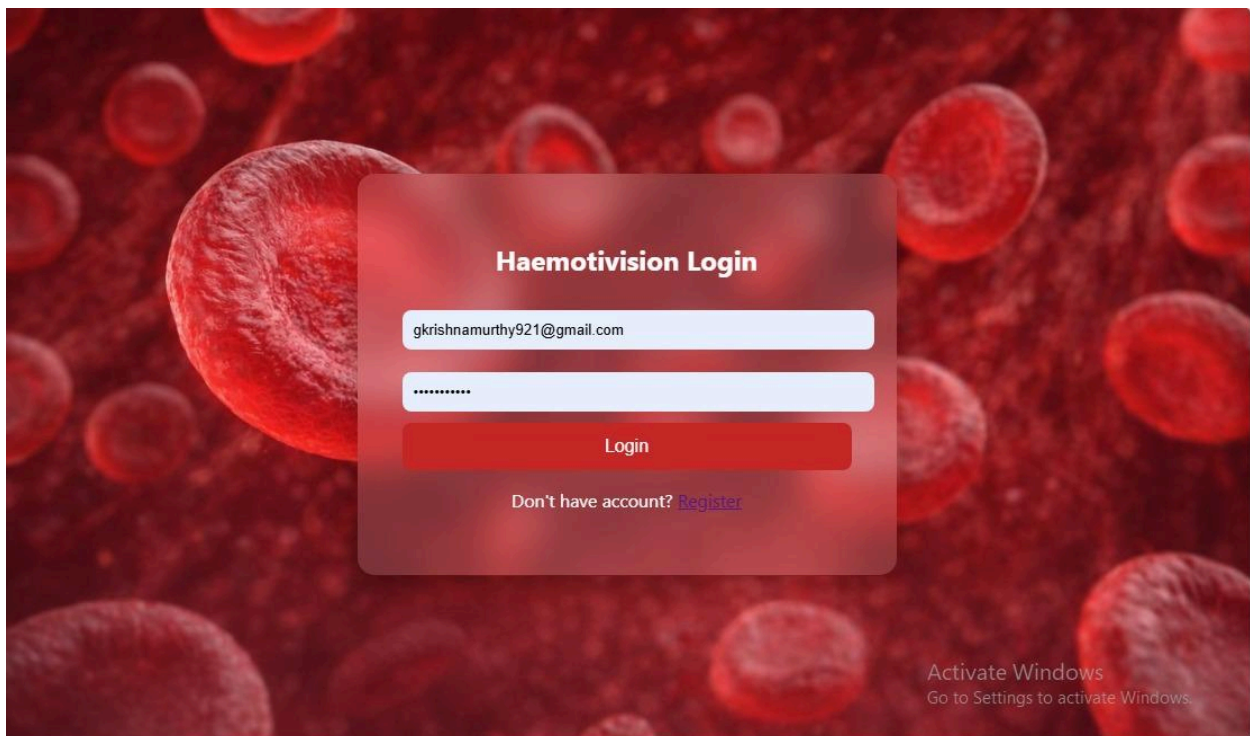 Haemotivision Login
gkrishnamurthy921@gmail.com
•••••••••••
Login
Don't have account? Register
Activate Windows
Go to Settings to activate Windows.